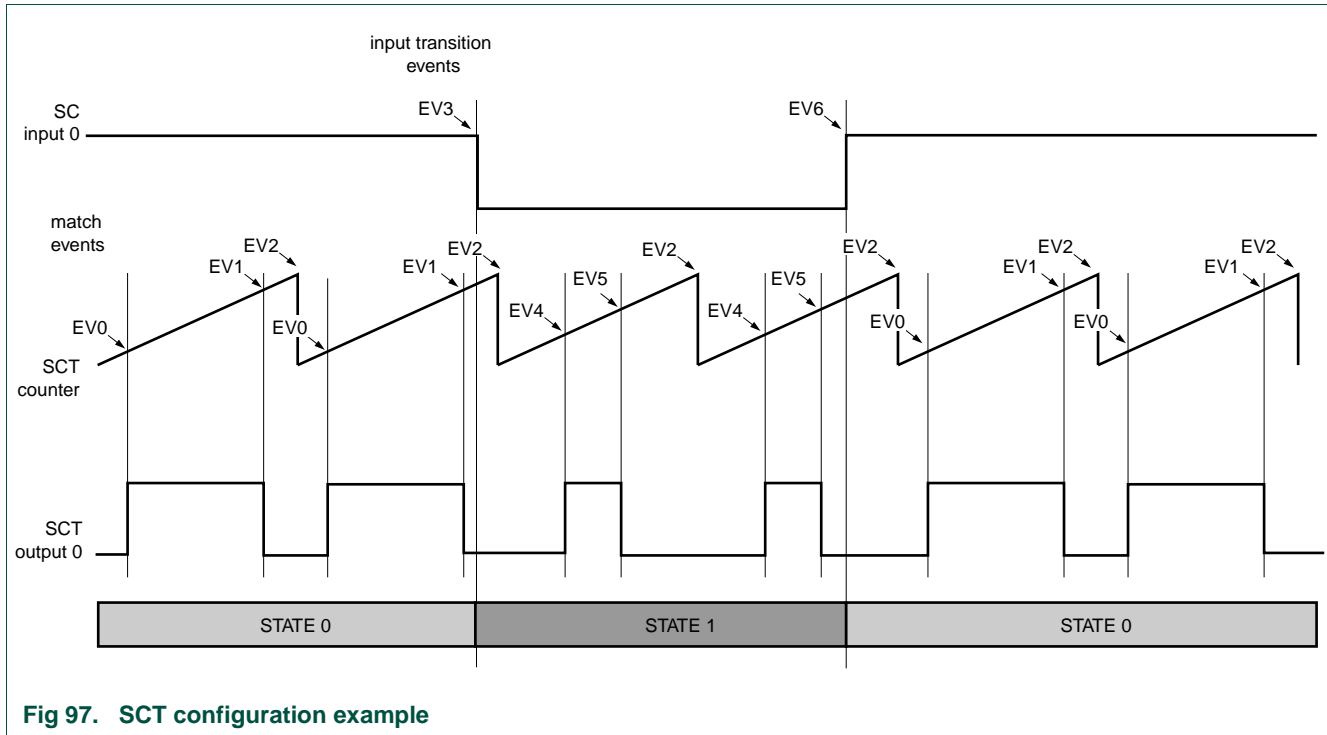 input transition
events
SC
input 0
EV3
EV6
match
events
EV0
EV1
EV2
EV0
EV1
EV2
EV4
EV5
EV2
EV4
EV5
EV2
EV0
EV1
EV2
EV0
EV1
EV2
SCT
counter
SCT
output 0
STATE 0
STATE 1
STATE 0
Fig 97. SCT configuration example